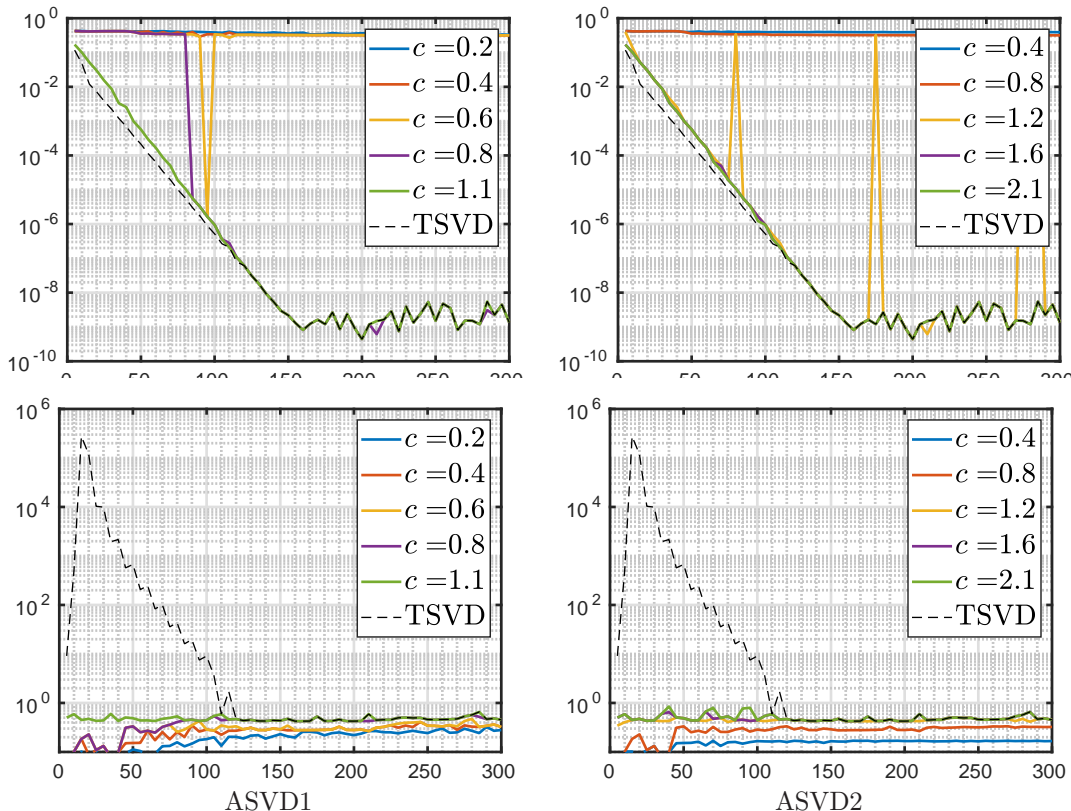 10^0
10^-2
10^-4
10^-6
10^-8
10^-10
0 50 100 150 200 250 300
c =0.2
c =0.4
c =0.6
c =0.8
c =1.1
TSVD
10^0
10^-2
10^-4
10^-6
10^-8
10^-10
0 50 100 150 200 250 300
c =0.4
c =0.8
c =1.2
c =1.6
c =2.1
TSVD
10^6
10^4
10^2
10^0
0 50 100 150 200 250 300
c =0.2
c =0.4
c =0.6
c =0.8
c =1.1
TSVD
ASVD1
10^6
10^4
10^2
10^0
0 50 100 150 200 250 300
c =0.4
c =0.8
c =1.2
c =1.6
c =2.1
TSVD
ASVD2